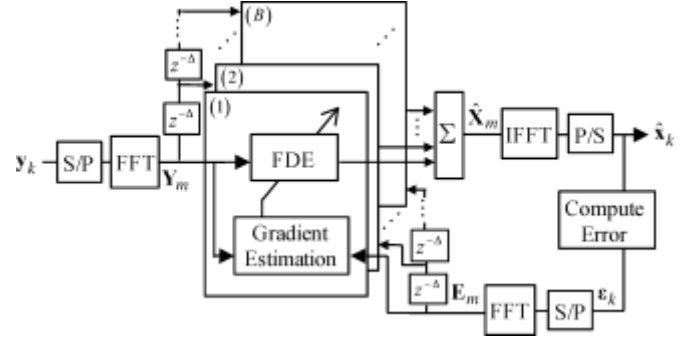 (B)
z^{-Δ}
(2)
z^{-Δ}
(1)
FDE
Σ
X̂_m
IFFT
P/S
x̂_k
y_k
S/P
FFT
Y_m
Gradient
Estimation
z^{-Δ}
z^{-Δ}
E_m
Compute
Error
FFT
S/P
ε_k